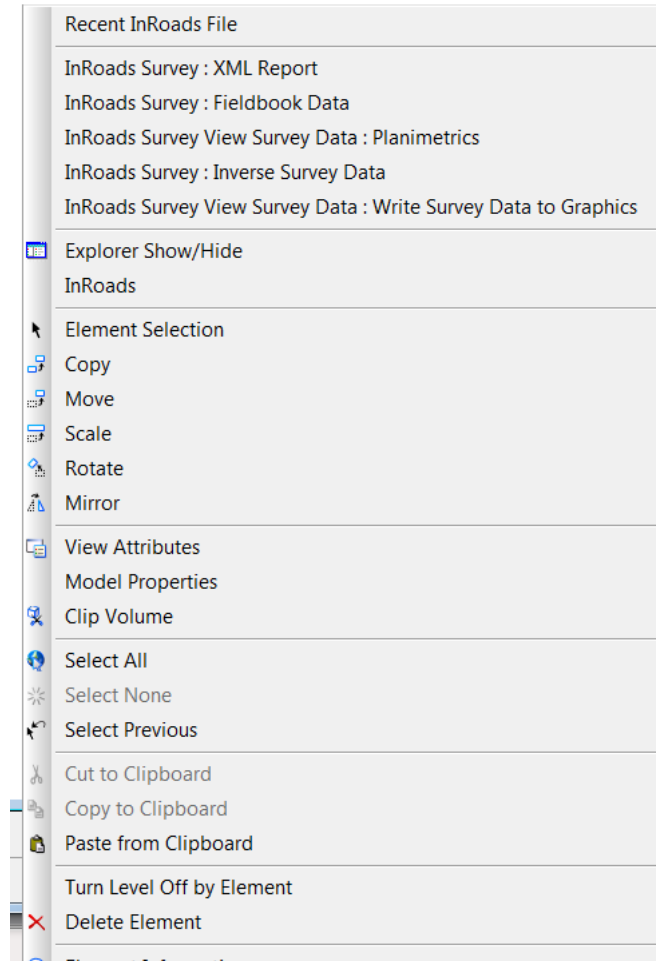 Recent InRoads File
InRoads Survey : XML Report
InRoads Survey : Fieldbook Data
InRoads Survey View Survey Data : Planimetrics
InRoads Survey : Inverse Survey Data
InRoads Survey View Survey Data : Write Survey Data to Graphics
Explorer Show/Hide
InRoads
Element Selection
Copy
Move
Scale
Rotate
Mirror
View Attributes
Model Properties
Clip Volume
Select All
Select None
Select Previous
Cut to Clipboard
Copy to Clipboard
Paste from Clipboard
Turn Level Off by Element
Delete Element